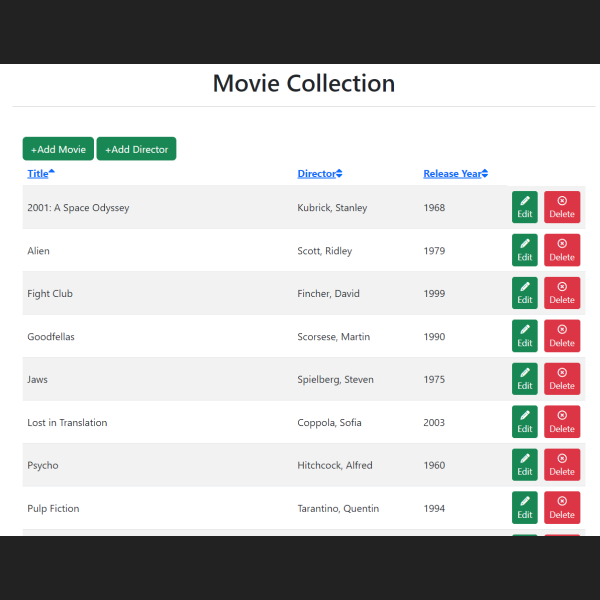 Movie Collection
+Add Movie +Add Director
Title Director Release Year
2001: A Space Odyssey Kubrick, Stanley 1968 Edit Delete
Alien Scott, Ridley 1979 Edit Delete
Fight Club Fincher, David 1999 Edit Delete
Goodfellas Scorsese, Martin 1990 Edit Delete
Jaws Spielberg, Steven 1975 Edit Delete
Lost in Translation Coppola, Sofia 2003 Edit Delete
Psycho Hitchcock, Alfred 1960 Edit Delete
Pulp Fiction Tarantino, Quentin 1994 Edit Delete